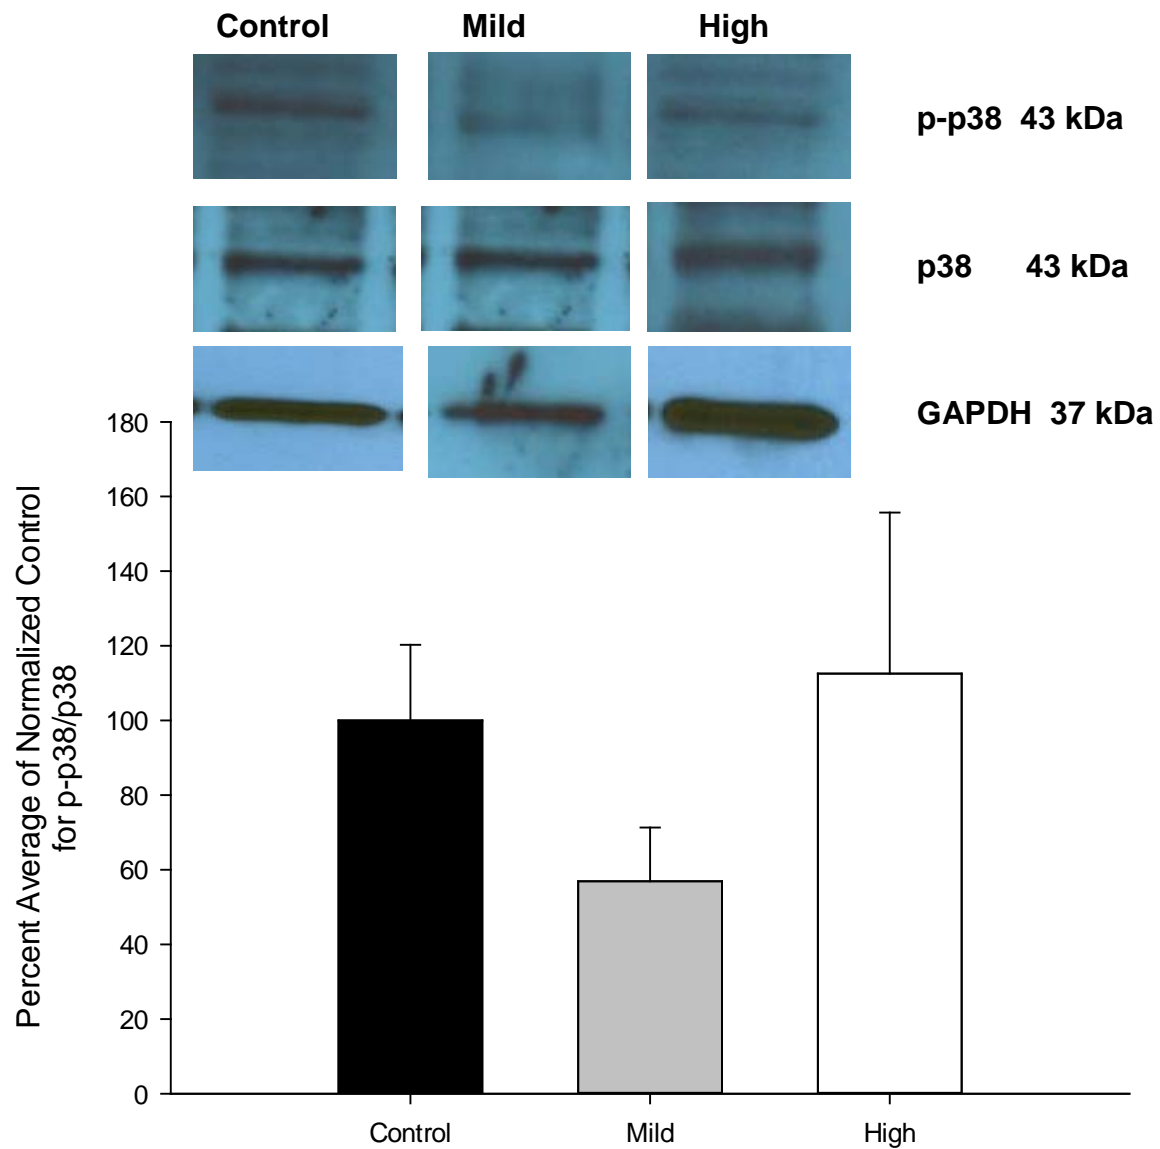 Control Mild High
p-p38 43 kDa
p38 43 kDa
GAPDH 37 kDa
180
160
140
120
100
80
60
40
20
0
Percent Average of Normalized Control
for p-p38/p38
Control Mild High